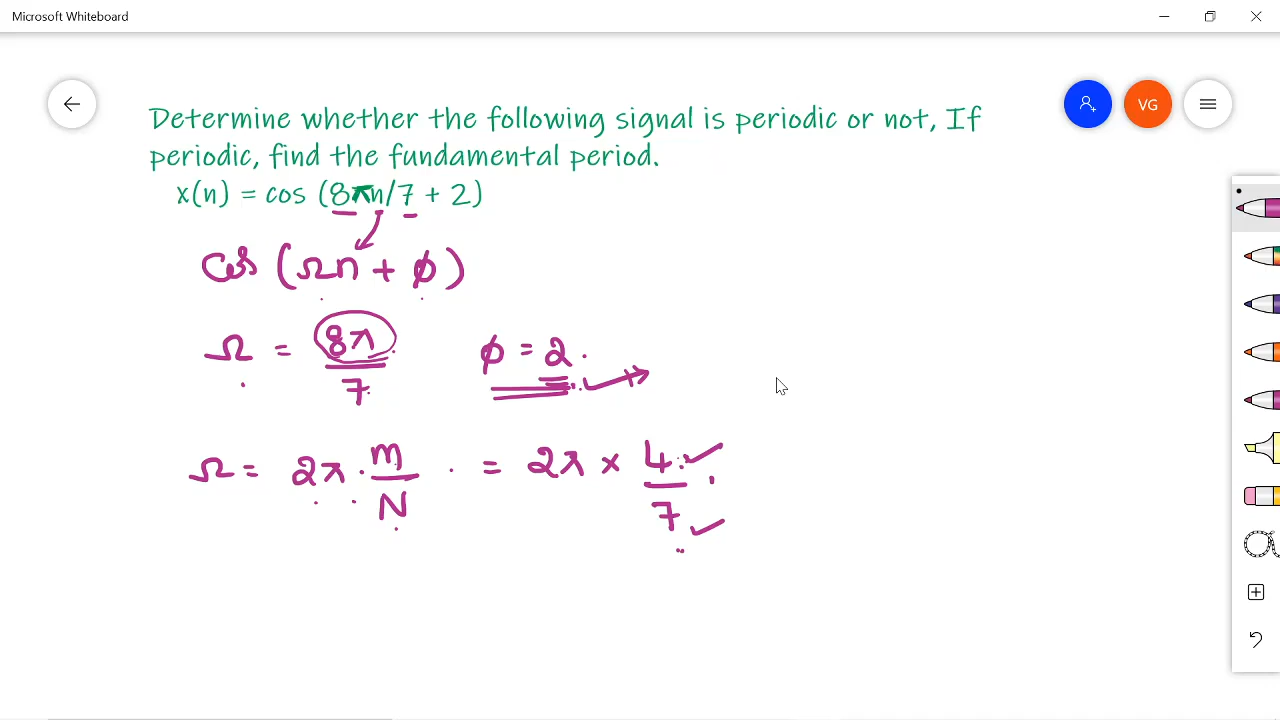 Microsoft Whiteboard
VG
Determine whether the following signal is periodic or not, If
periodic, find the fundamental period.
x(n) = cos (8πn/7 + 2)
cos (Ωn + ϕ)
Ω = 8π/7 ϕ = 2.
Ω = 2π · m/N = 2π × 4/7